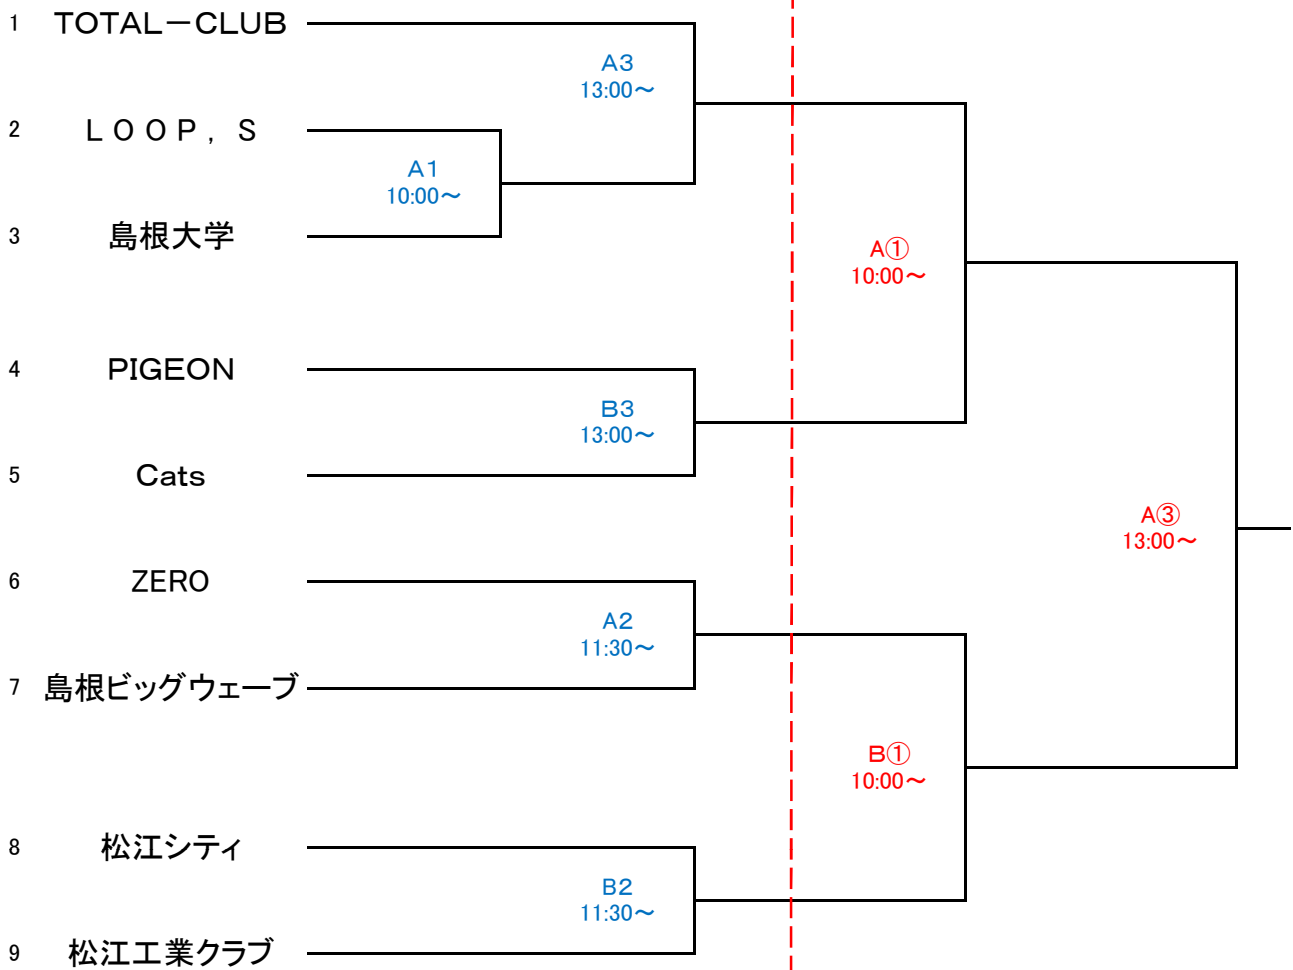 1 TOTAL－CLUB
A3
13:00～
2 ＬＯＯＰ，Ｓ
A1
10:00～
3 島根大学
A①
10:00～
4 PIGEON
B3
13:00～
5 Cats
A③
13:00～
6 ZERO
A2
11:30～
7 島根ビッグウェーブ
B①
10:00～
8 松江シティ
B2
11:30～
9 松江工業クラブ